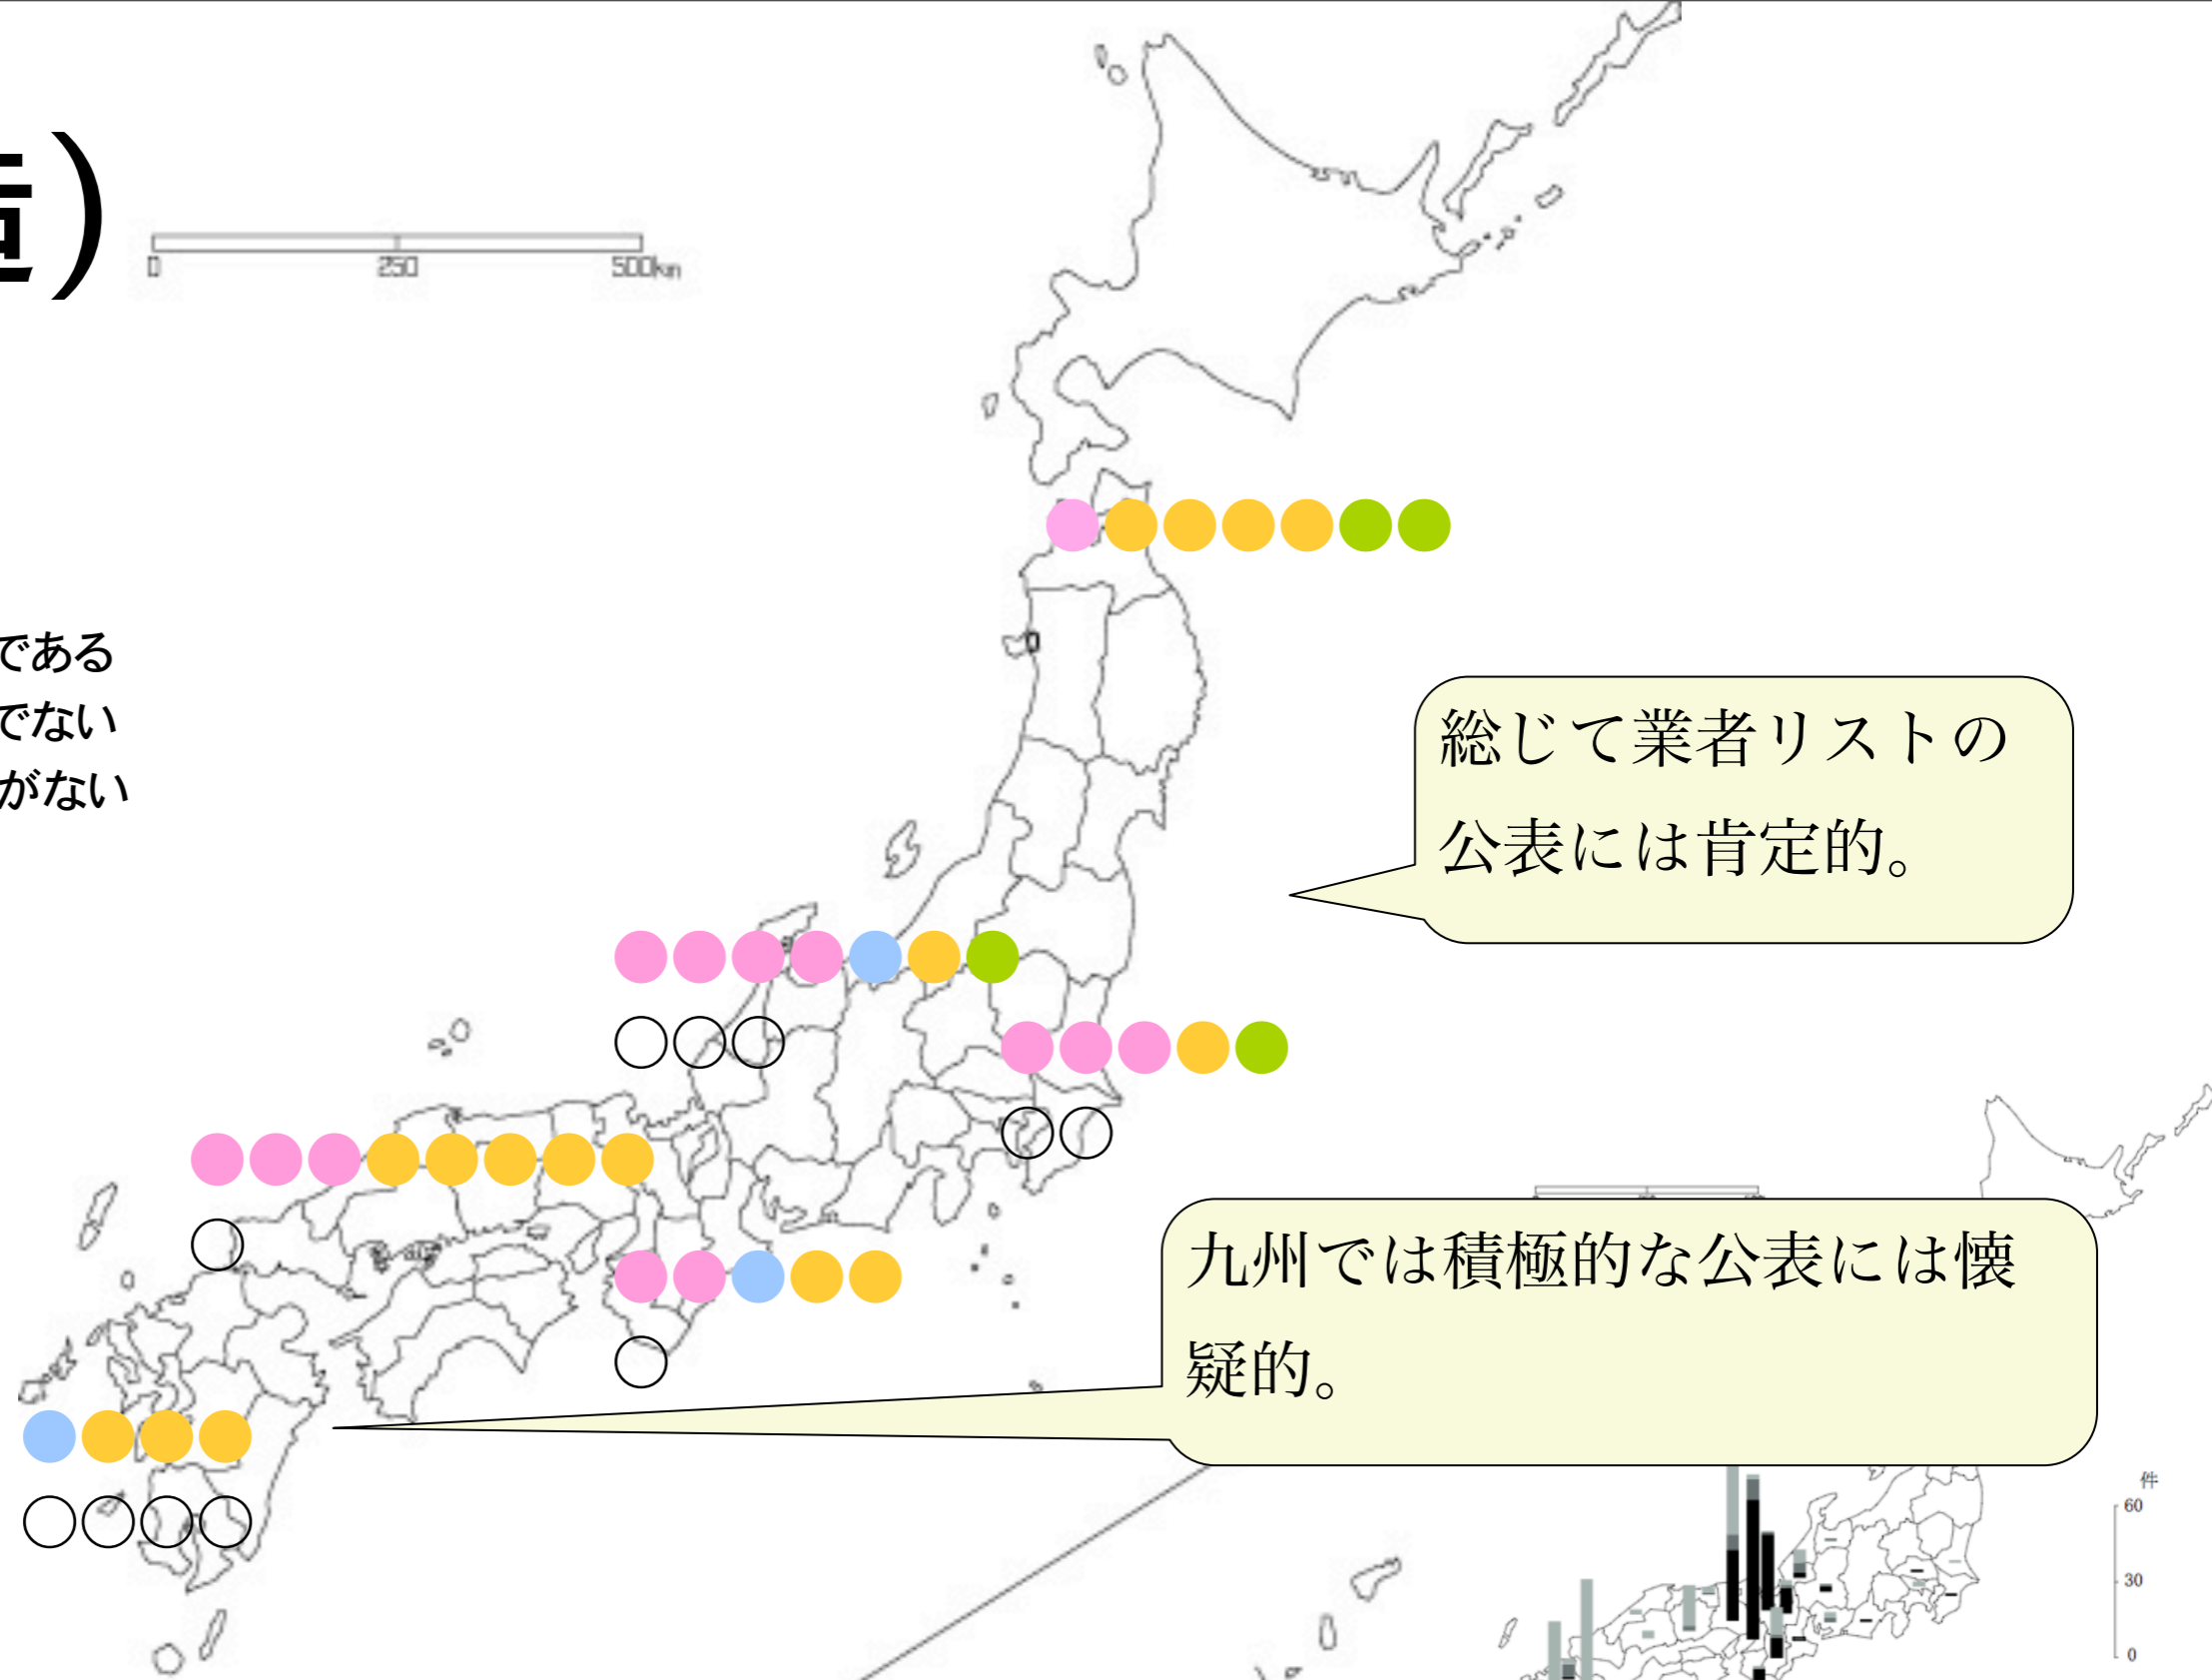 ）
0 250 500km
である
でない
がない
総じて業者リストの
公表には肯定的。
九州では積極的な公表には懐
疑的。
件
60
30
0